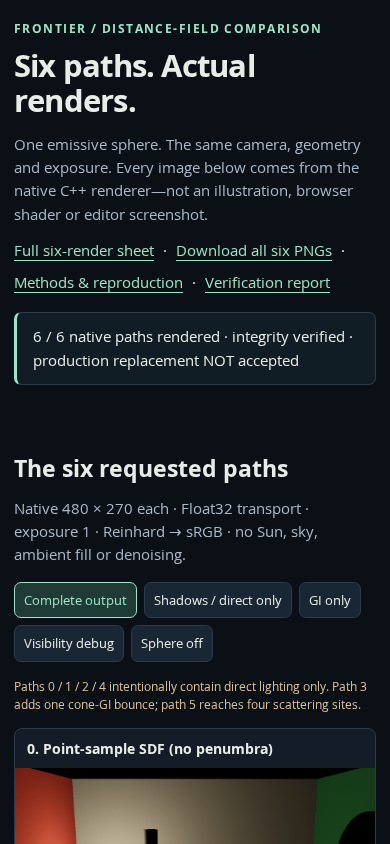 FRONTIER / DISTANCE-FIELD COMPARISON
Six paths. Actual
renders.
One emissive sphere. The same camera, geometry
and exposure. Every image below comes from the
native C++ renderer—not an illustration, browser
shader or editor screenshot.
Full six-render sheet · Download all six PNGs ·
Methods & reproduction · Verification report
6 / 6 native paths rendered · integrity verified ·
production replacement NOT accepted
The six requested paths
Native 480 × 270 each · Float32 transport ·
exposure 1 · Reinhard → sRGB · no Sun, sky,
ambient fill or denoising.
Complete output Shadows / direct only GI only
Visibility debug Sphere off
Paths 0 / 1 / 2 / 4 intentionally contain direct lighting only. Path 3
adds one cone-GI bounce; path 5 reaches four scattering sites.
0. Point-sample SDF (no penumbra)